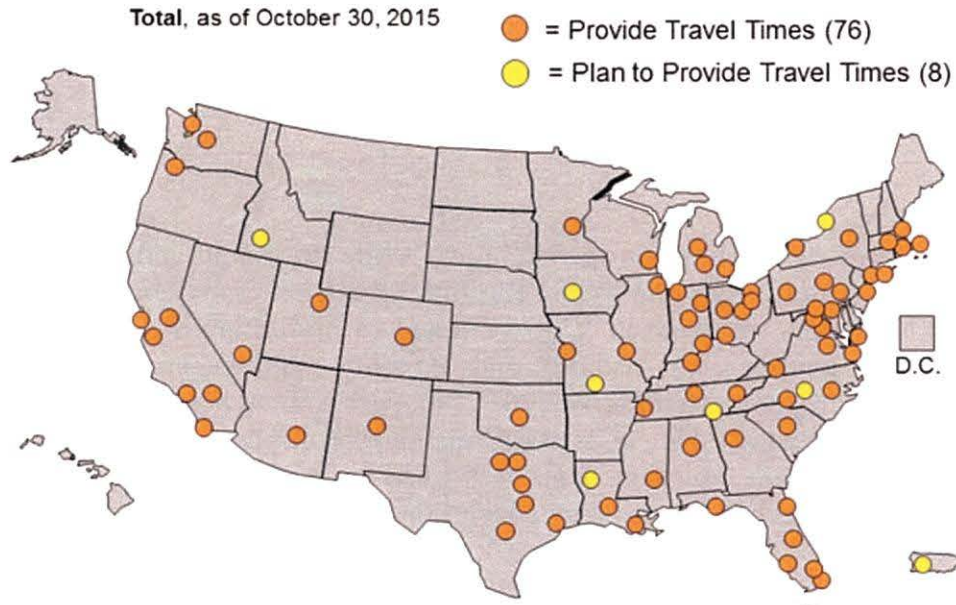 Total, as of October 30, 2015
= Provide Travel Times (76)
= Plan to Provide Travel Times (8)
D.C.